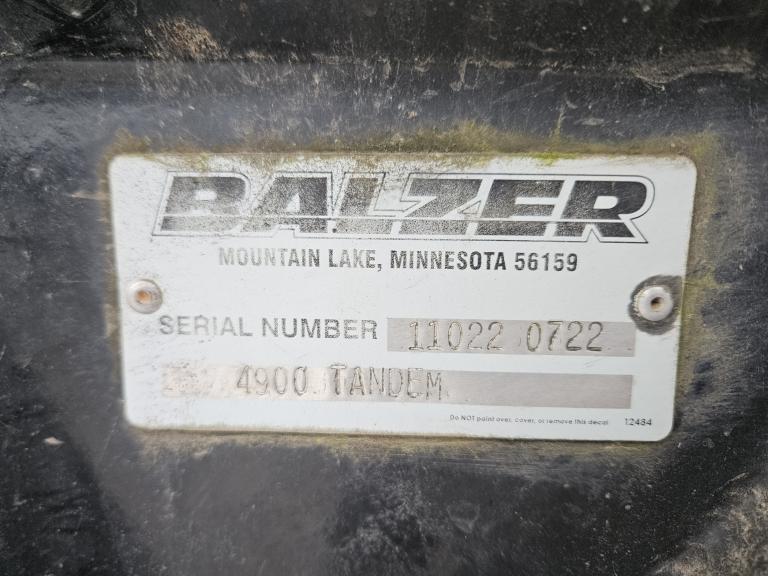 BALZER
MOUNTAIN LAKE, MINNESOTA 56159
SERIAL NUMBER 11022 0722
4900 TANDEM
Do NOT paint over, cover, or remove this decal 12484